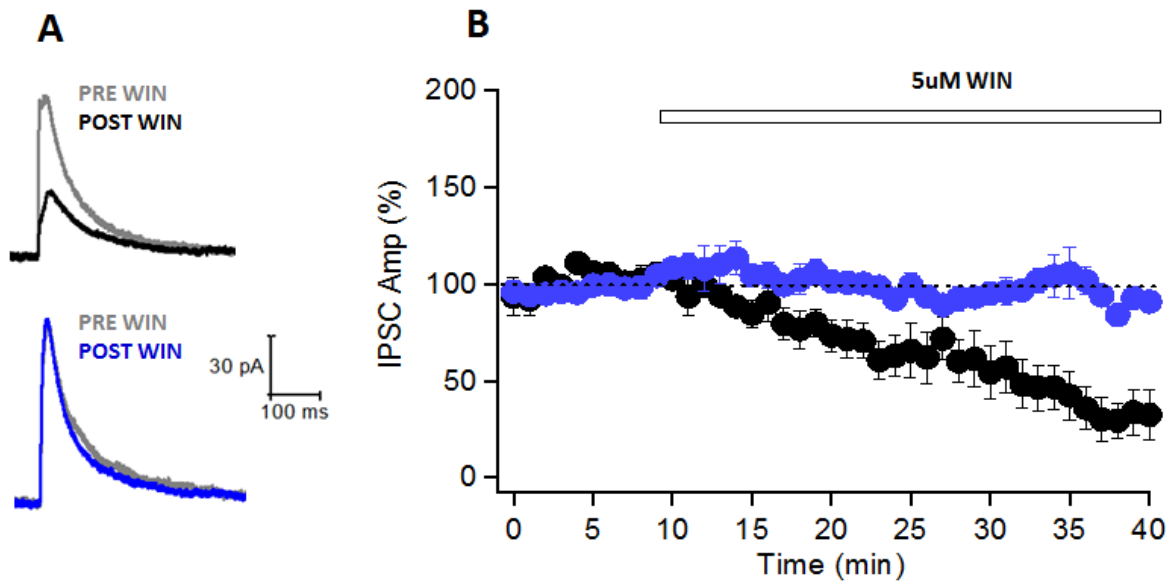 A
PRE WIN
POST WIN
PRE WIN
POST WIN
30 pA
100 ms
B
5uM WIN
200
150
100
50
0
IPSC Amp (%)
0 5 10 15 20 25 30 35 40
Time (min)